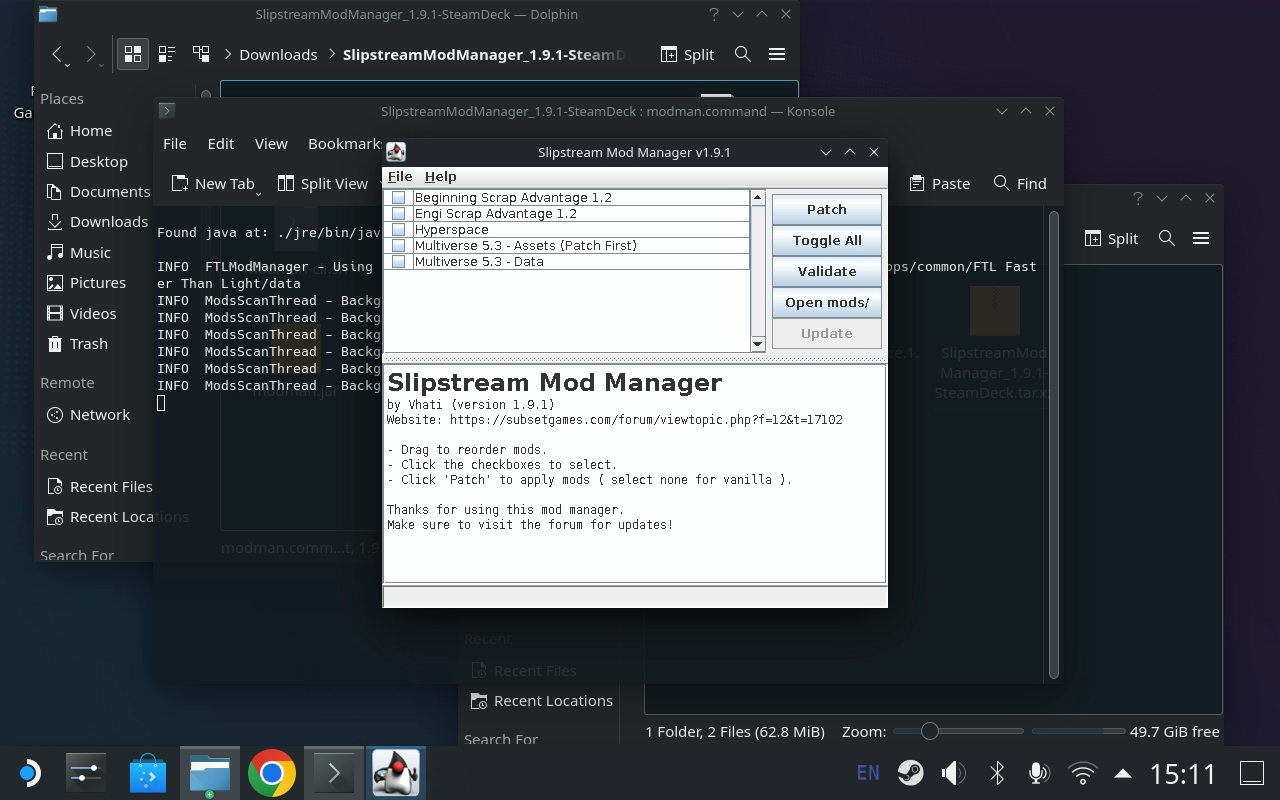 SlipstreamModManager_1.9.1-SteamDeck — Dolphin
Downloads
SlipstreamModManager_1.9.1-SteamD
Split
Places
Home
Desktop
Documents
Downloads
Music
Pictures
Videos
Trash
Remote
Network
Recent
Recent Files
Recent Locations
Search For
Ga
SlipstreamModManager_1.9.1-SteamDeck : modman.command — Konsole
File Edit View Bookmark
New Tab Split View
Paste Find
Found java at: ./jre/bin/jav
INFO FTLModManager - Using
ps/common/FTL Fast
er Than Light/data
INFO ModsScanThread - Backg
INFO ModsScanThread - Backg
INFO ModsScanThread - Backg
INFO ModsScanThread - Backg
INFO ModsScanThread - Backg
INFO ModsScanThread - Backg
modman.jar
modman.comm...t, 1.9
Slipstream Mod Manager v1.9.1
File Help
Beginning Scrap Advantage 1.2
Engi Scrap Advantage 1.2
Hyperspace
Multiverse 5.3 - Assets (Patch First)
Multiverse 5.3 - Data
Patch
Toggle All
Validate
Open mods/
Update
Slipstream Mod Manager
by Vhati (version 1.9.1)
Website: https://subsetgames.com/forum/viewtopic.php?f=12&t=17102
- Drag to reorder mods.
- Click the checkboxes to select.
- Click 'Patch' to apply mods ( select none for vanilla ).
Thanks for using this mod manager.
Make sure to visit the forum for updates!
Split
SlipstreamMod
Manager_1.9.1-
SteamDeck.tar.x
Recent
Recent Files
Recent Locations
Search For
1 Folder, 2 Files (62.8 MiB)
Zoom:
49.7 GiB free
EN
15:11